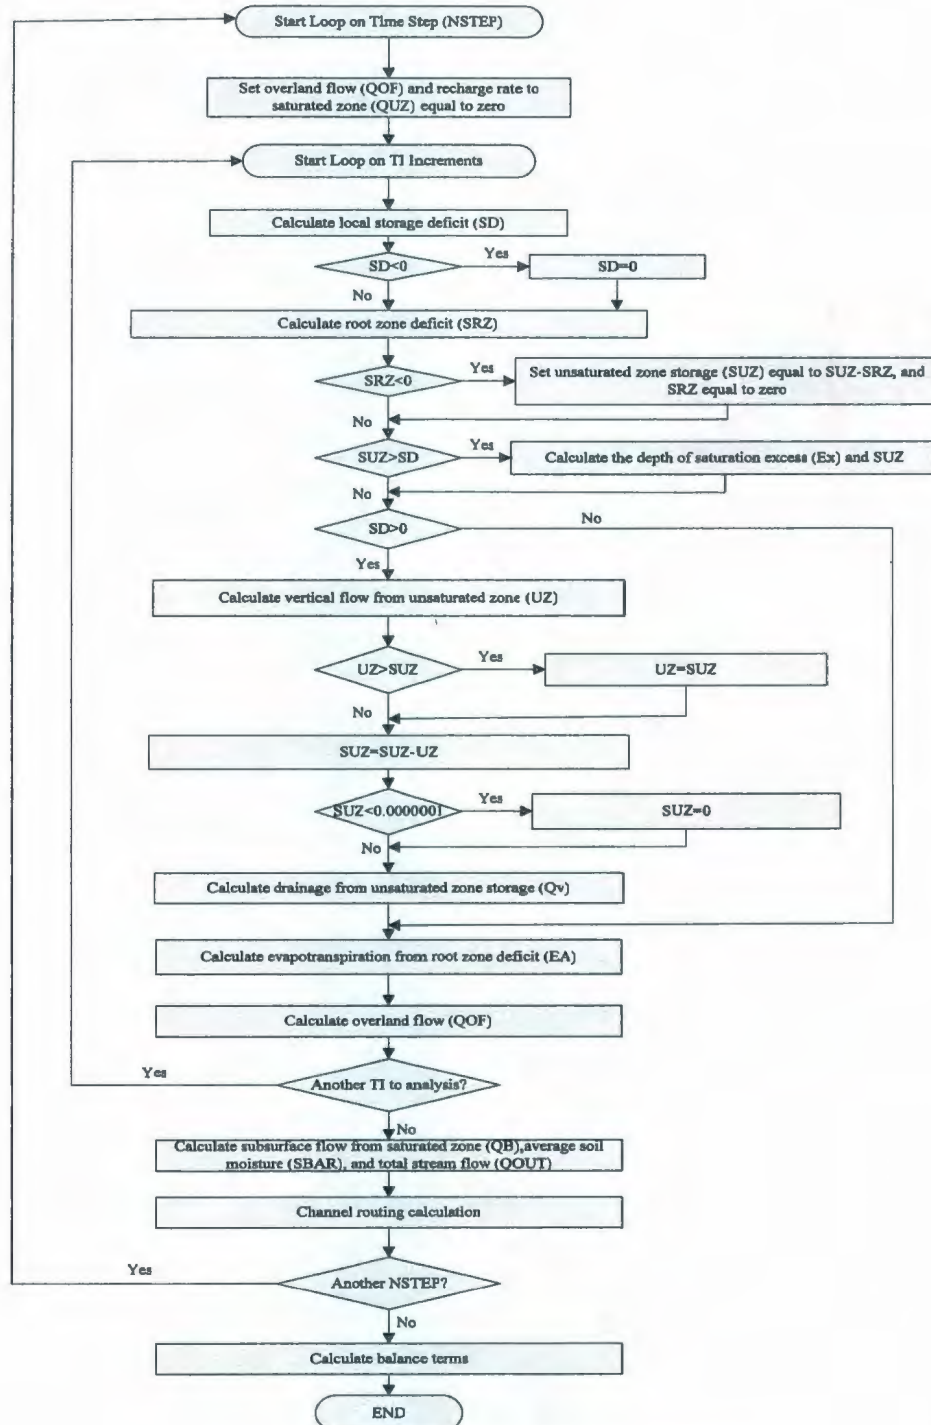 Start Loop on Time Step (NSTEP)
Set overland flow (QOF) and recharge rate to
saturated zone (QUZ) equal to zero
Start Loop on TI Increments
Calculate local storage deficit (SD)
SD<0
Yes
SD=0
No
Calculate root zone deficit (SRZ)
SRZ<0
Yes
Set unsaturated zone storage (SUZ) equal to SUZ-SRZ, and
SRZ equal to zero
No
SUZ>SD
Yes
Calculate the depth of saturation excess (Ex) and SUZ
No
SD>0
No
Yes
Calculate vertical flow from unsaturated zone (UZ)
UZ>SUZ
Yes
UZ=SUZ
No
SUZ=SUZ-UZ
SUZ<0.0000001
Yes
SUZ=0
No
Calculate drainage from unsaturated zone storage (Qv)
Calculate evapotranspiration from root zone deficit (EA)
Calculate overland flow (QOF)
Yes
Another TI to analysis?
No
Calculate subsurface flow from saturated zone (QB),average soil
moisture (SBAR), and total stream flow (QOUT)
Channel routing calculation
Yes
Another NSTEP?
No
Calculate balance terms
END